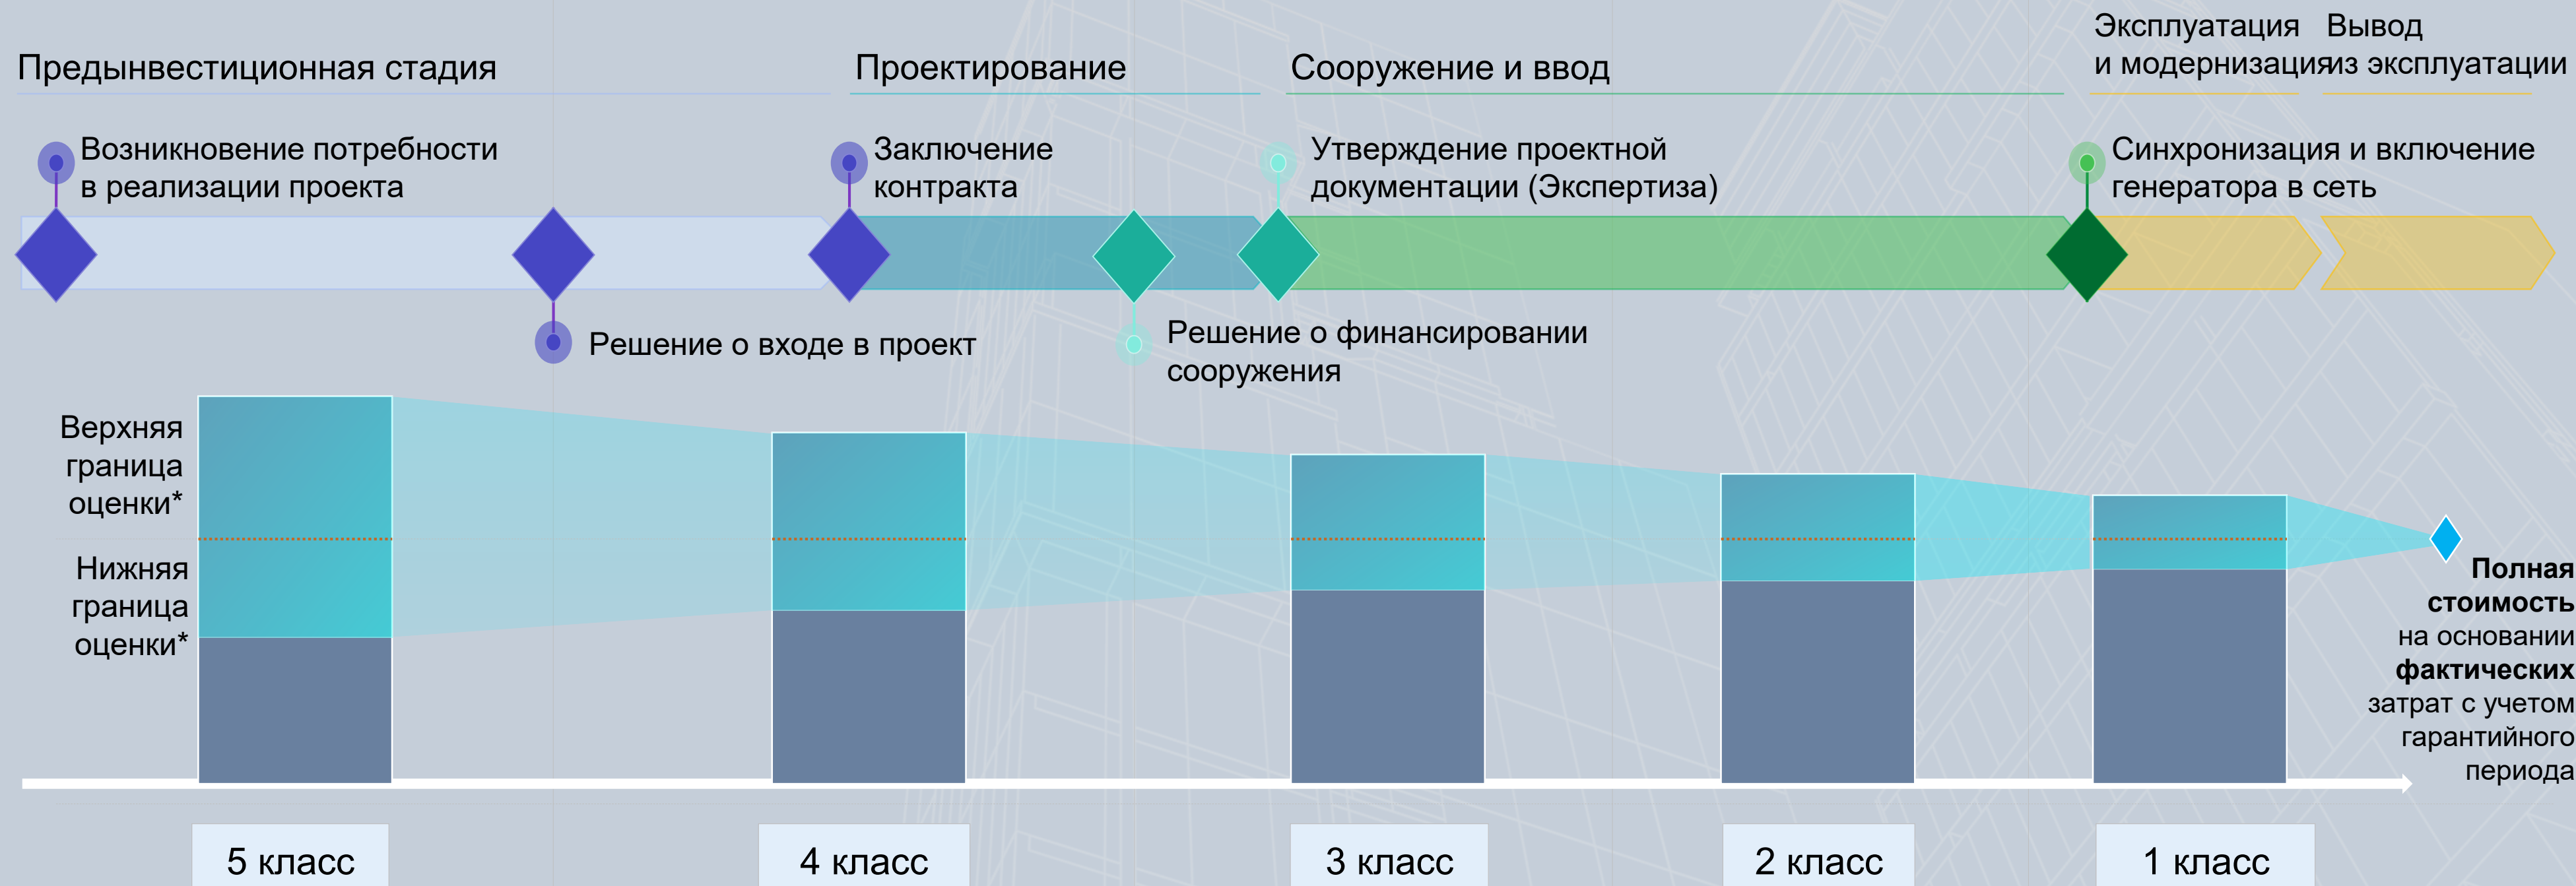 Предынвестиционная стадия
Проектирование
Сооружение и ввод
Эксплуатация
и модернизация
Вывод
из эксплуатации
Возникновение потребности
в реализации проекта
Заключение
контракта
Утверждение проектной
документации (Экспертиза)
Синхронизация и включение
генератора в сеть
Решение о входе в проект
Решение о финансировании
сооружения
Верхняя
граница
оценки*
Нижняя
граница
оценки*
Полная
стоимость
на основании
фактических
затрат с учетом
гарантийного
периода
5 класс
4 класс
3 класс
2 класс
1 класс